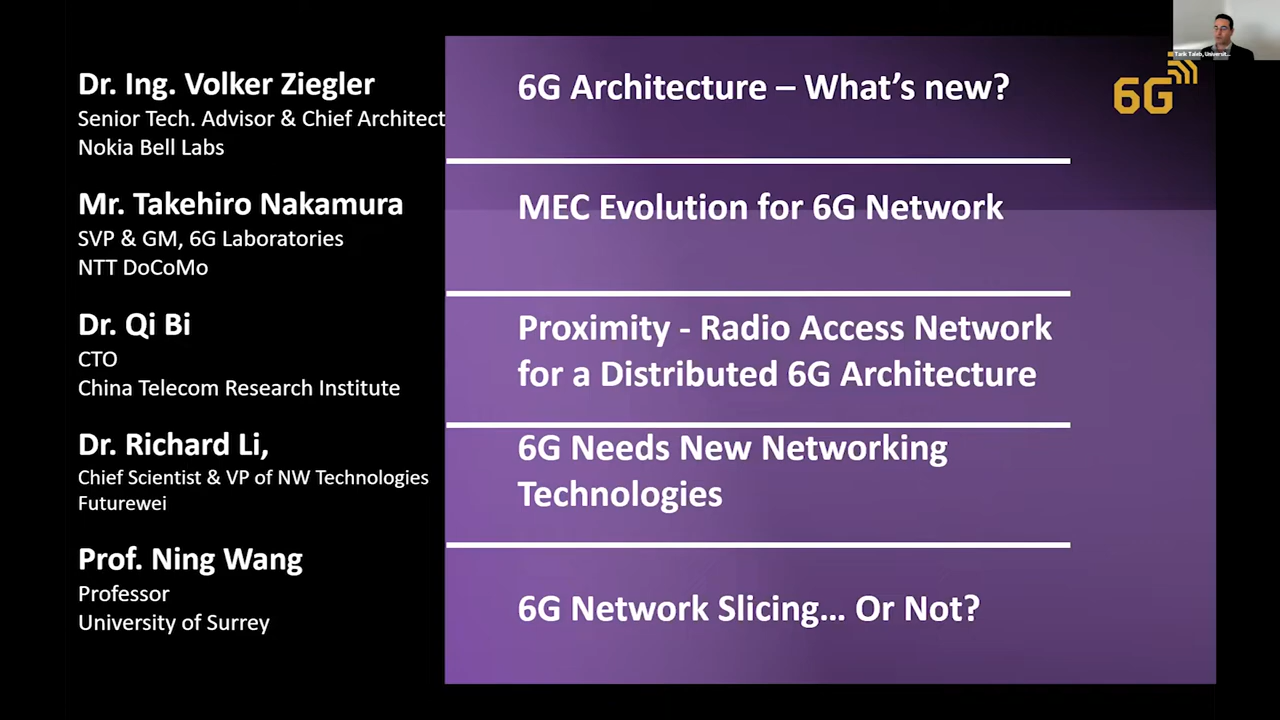 Dr. Ing. Volker Ziegler
Senior Tech. Advisor & Chief Architect
Nokia Bell Labs
6G Architecture – What's new?
Mr. Takehiro Nakamura
SVP & GM, 6G Laboratories
NTT DoCoMo
MEC Evolution for 6G Network
Dr. Qi Bi
CTO
China Telecom Research Institute
Proximity - Radio Access Network
for a Distributed 6G Architecture
Dr. Richard Li,
Chief Scientist & VP of NW Technologies
Futurewei
6G Needs New Networking
Technologies
Prof. Ning Wang
Professor
University of Surrey
6G Network Slicing... Or Not?
6G
Tarik Taleb, Universit...